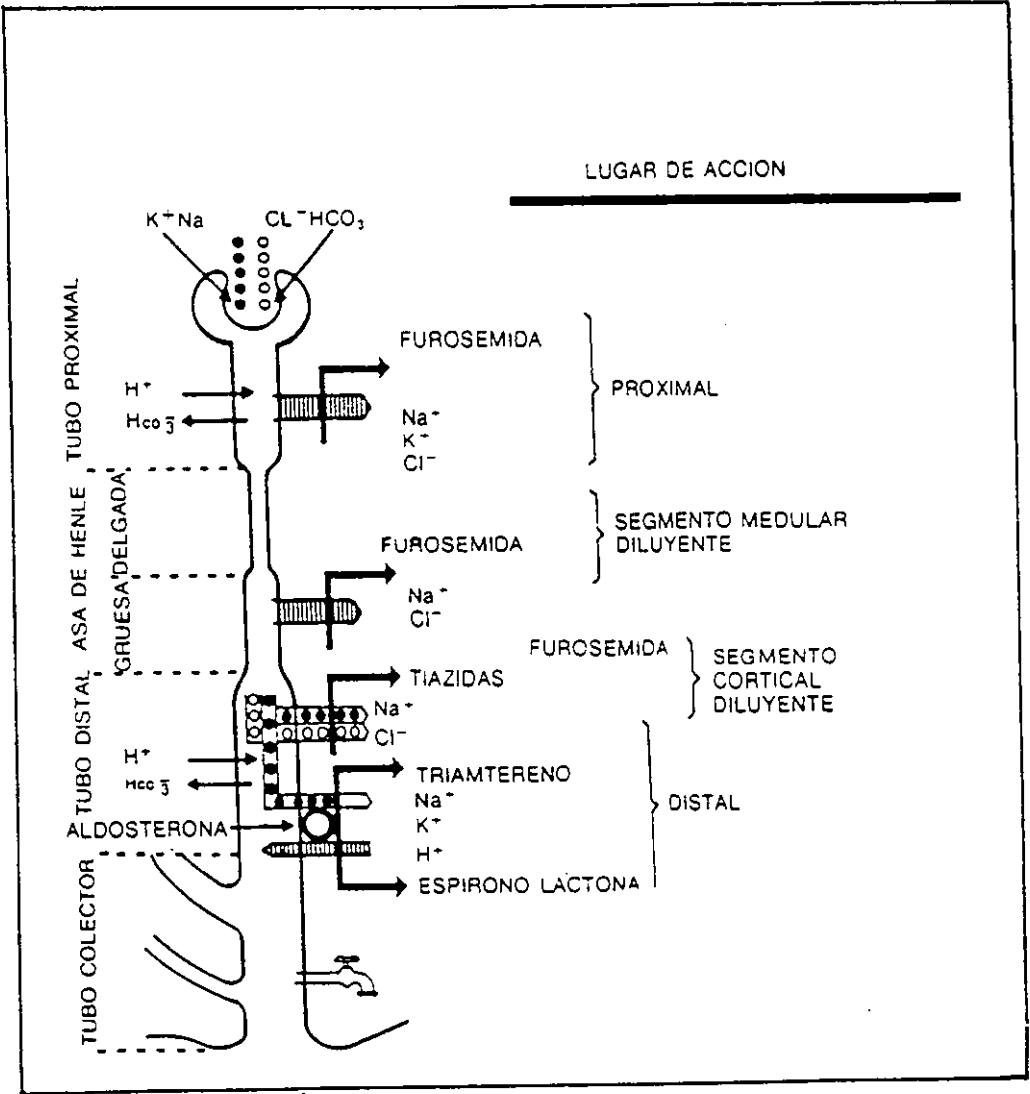 LUGAR DE ACCION
K⁺Na
CL⁻HCO₃
TUBO PROXIMAL
FUROSEMIDA
H⁺
Hco₃⁻
Na⁺
K⁺
Cl⁻
PROXIMAL
ASA DE HENLE
DELGADA
GRUESA
FUROSEMIDA
Na⁺
Cl⁻
SEGMENTO MEDULAR
DILUYENTE
TUBO DISTAL
FUROSEMIDA
SEGMENTO
CORTICAL
DILUYENTE
TIAZIDAS
Na⁺
Cl⁻
H⁺
Hco₃⁻
TRIAMTERENO
Na⁺
K⁺
H⁺
DISTAL
ALDOSTERONA
ESPIRONO LACTONA
TUBO COLECTOR